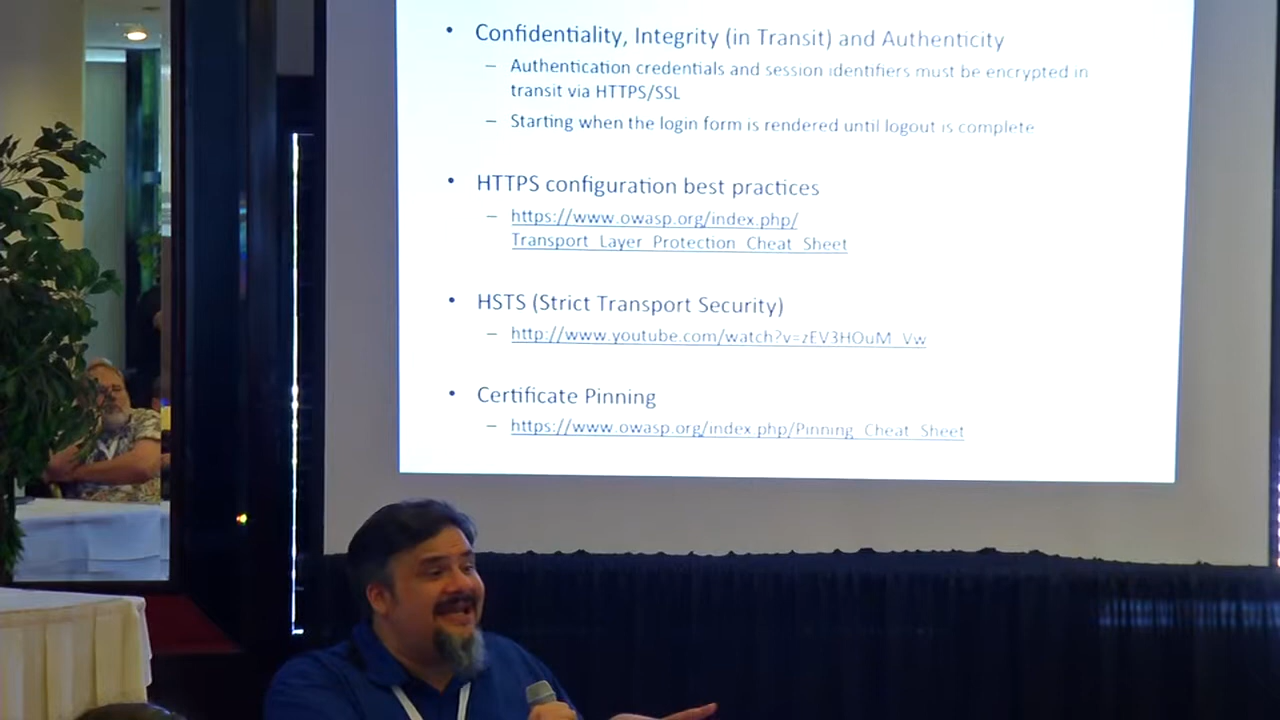 • Confidentiality, Integrity (in Transit) and Authenticity
– Authentication credentials and session identifiers must be encrypted in
transit via HTTPS/SSL
– Starting when the login form is rendered until logout is complete
• HTTPS configuration best practices
– https://www.owasp.org/index.php/
Transport_Layer_Protection_Cheat_Sheet
• HSTS (Strict Transport Security)
– http://www.youtube.com/watch?v=zEV3HOuM_Vw
• Certificate Pinning
– https://www.owasp.org/index.php/Pinning_Cheat_Sheet